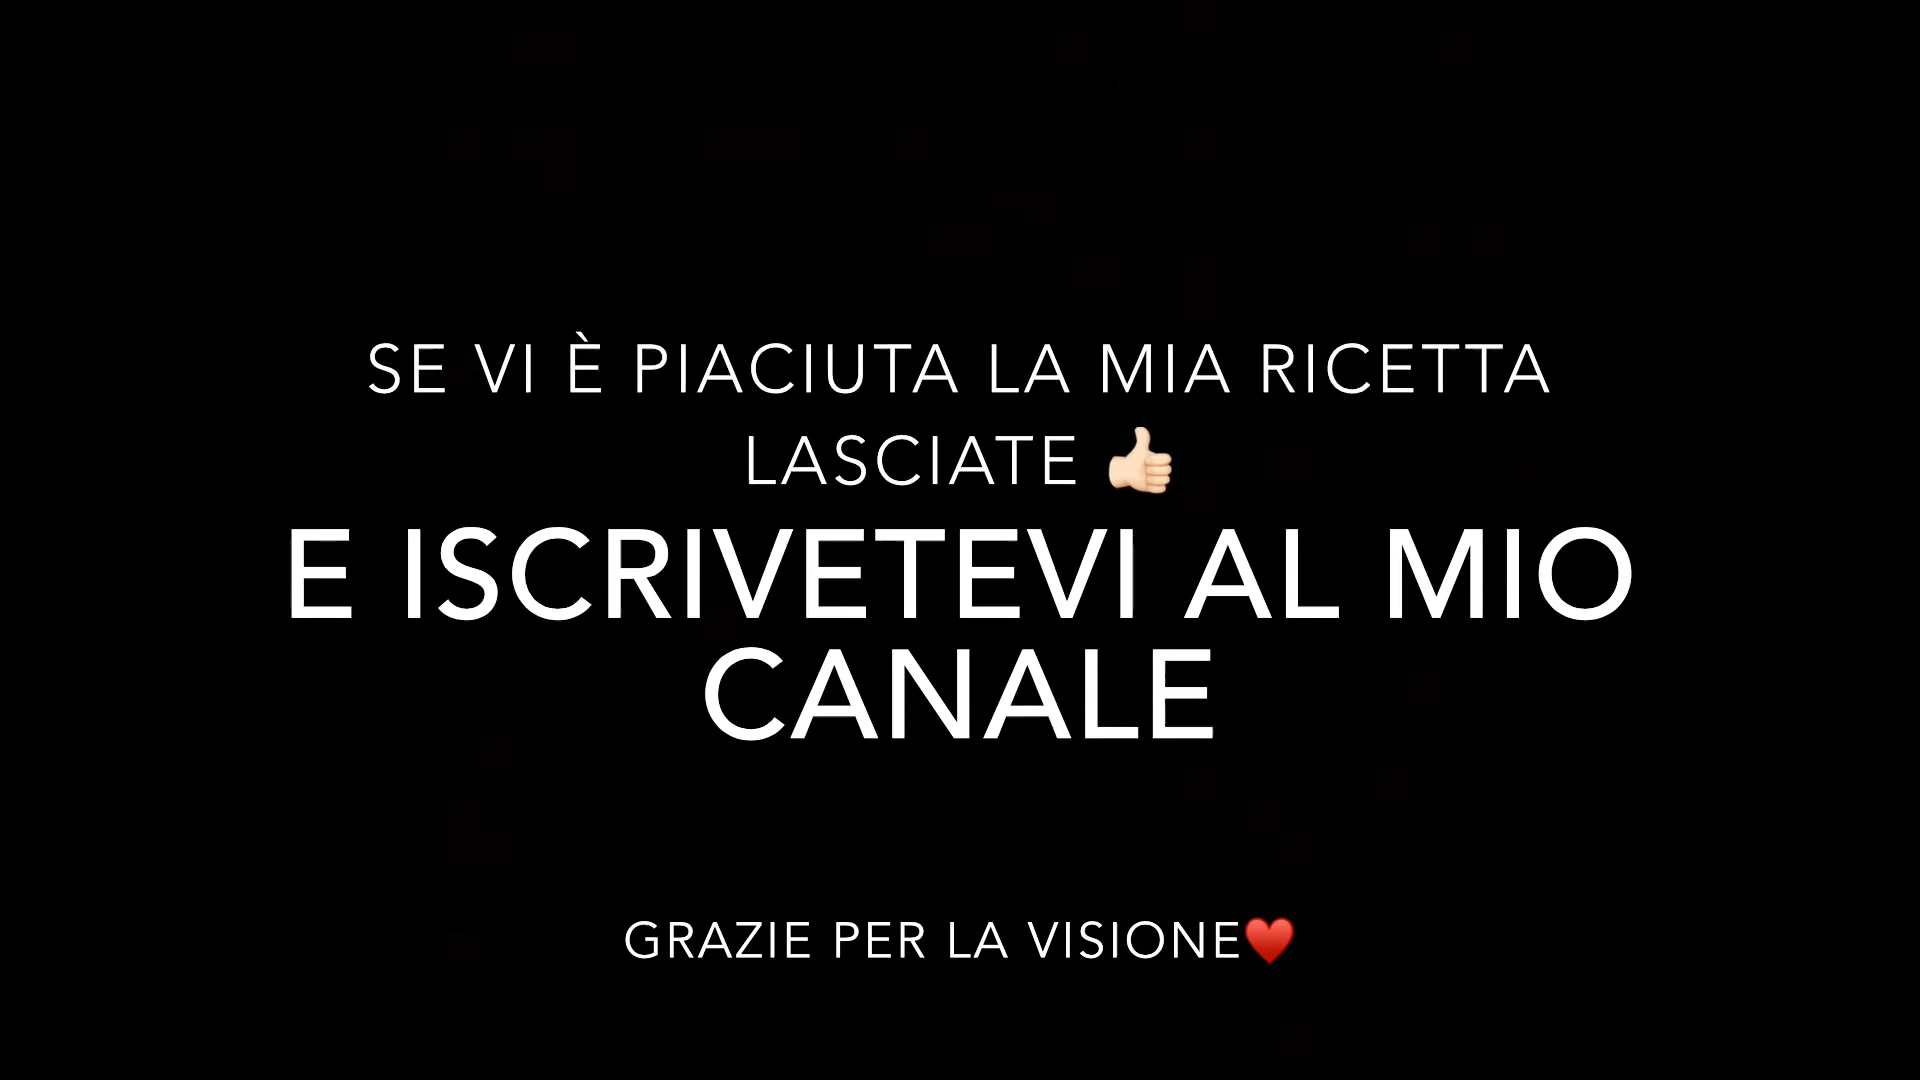 SE VI È PIACIUTA LA MIA RICETTA
LASCIATE 👍🏻
E ISCRIVETEVI AL MIO
CANALE
GRAZIE PER LA VISIONE♥️